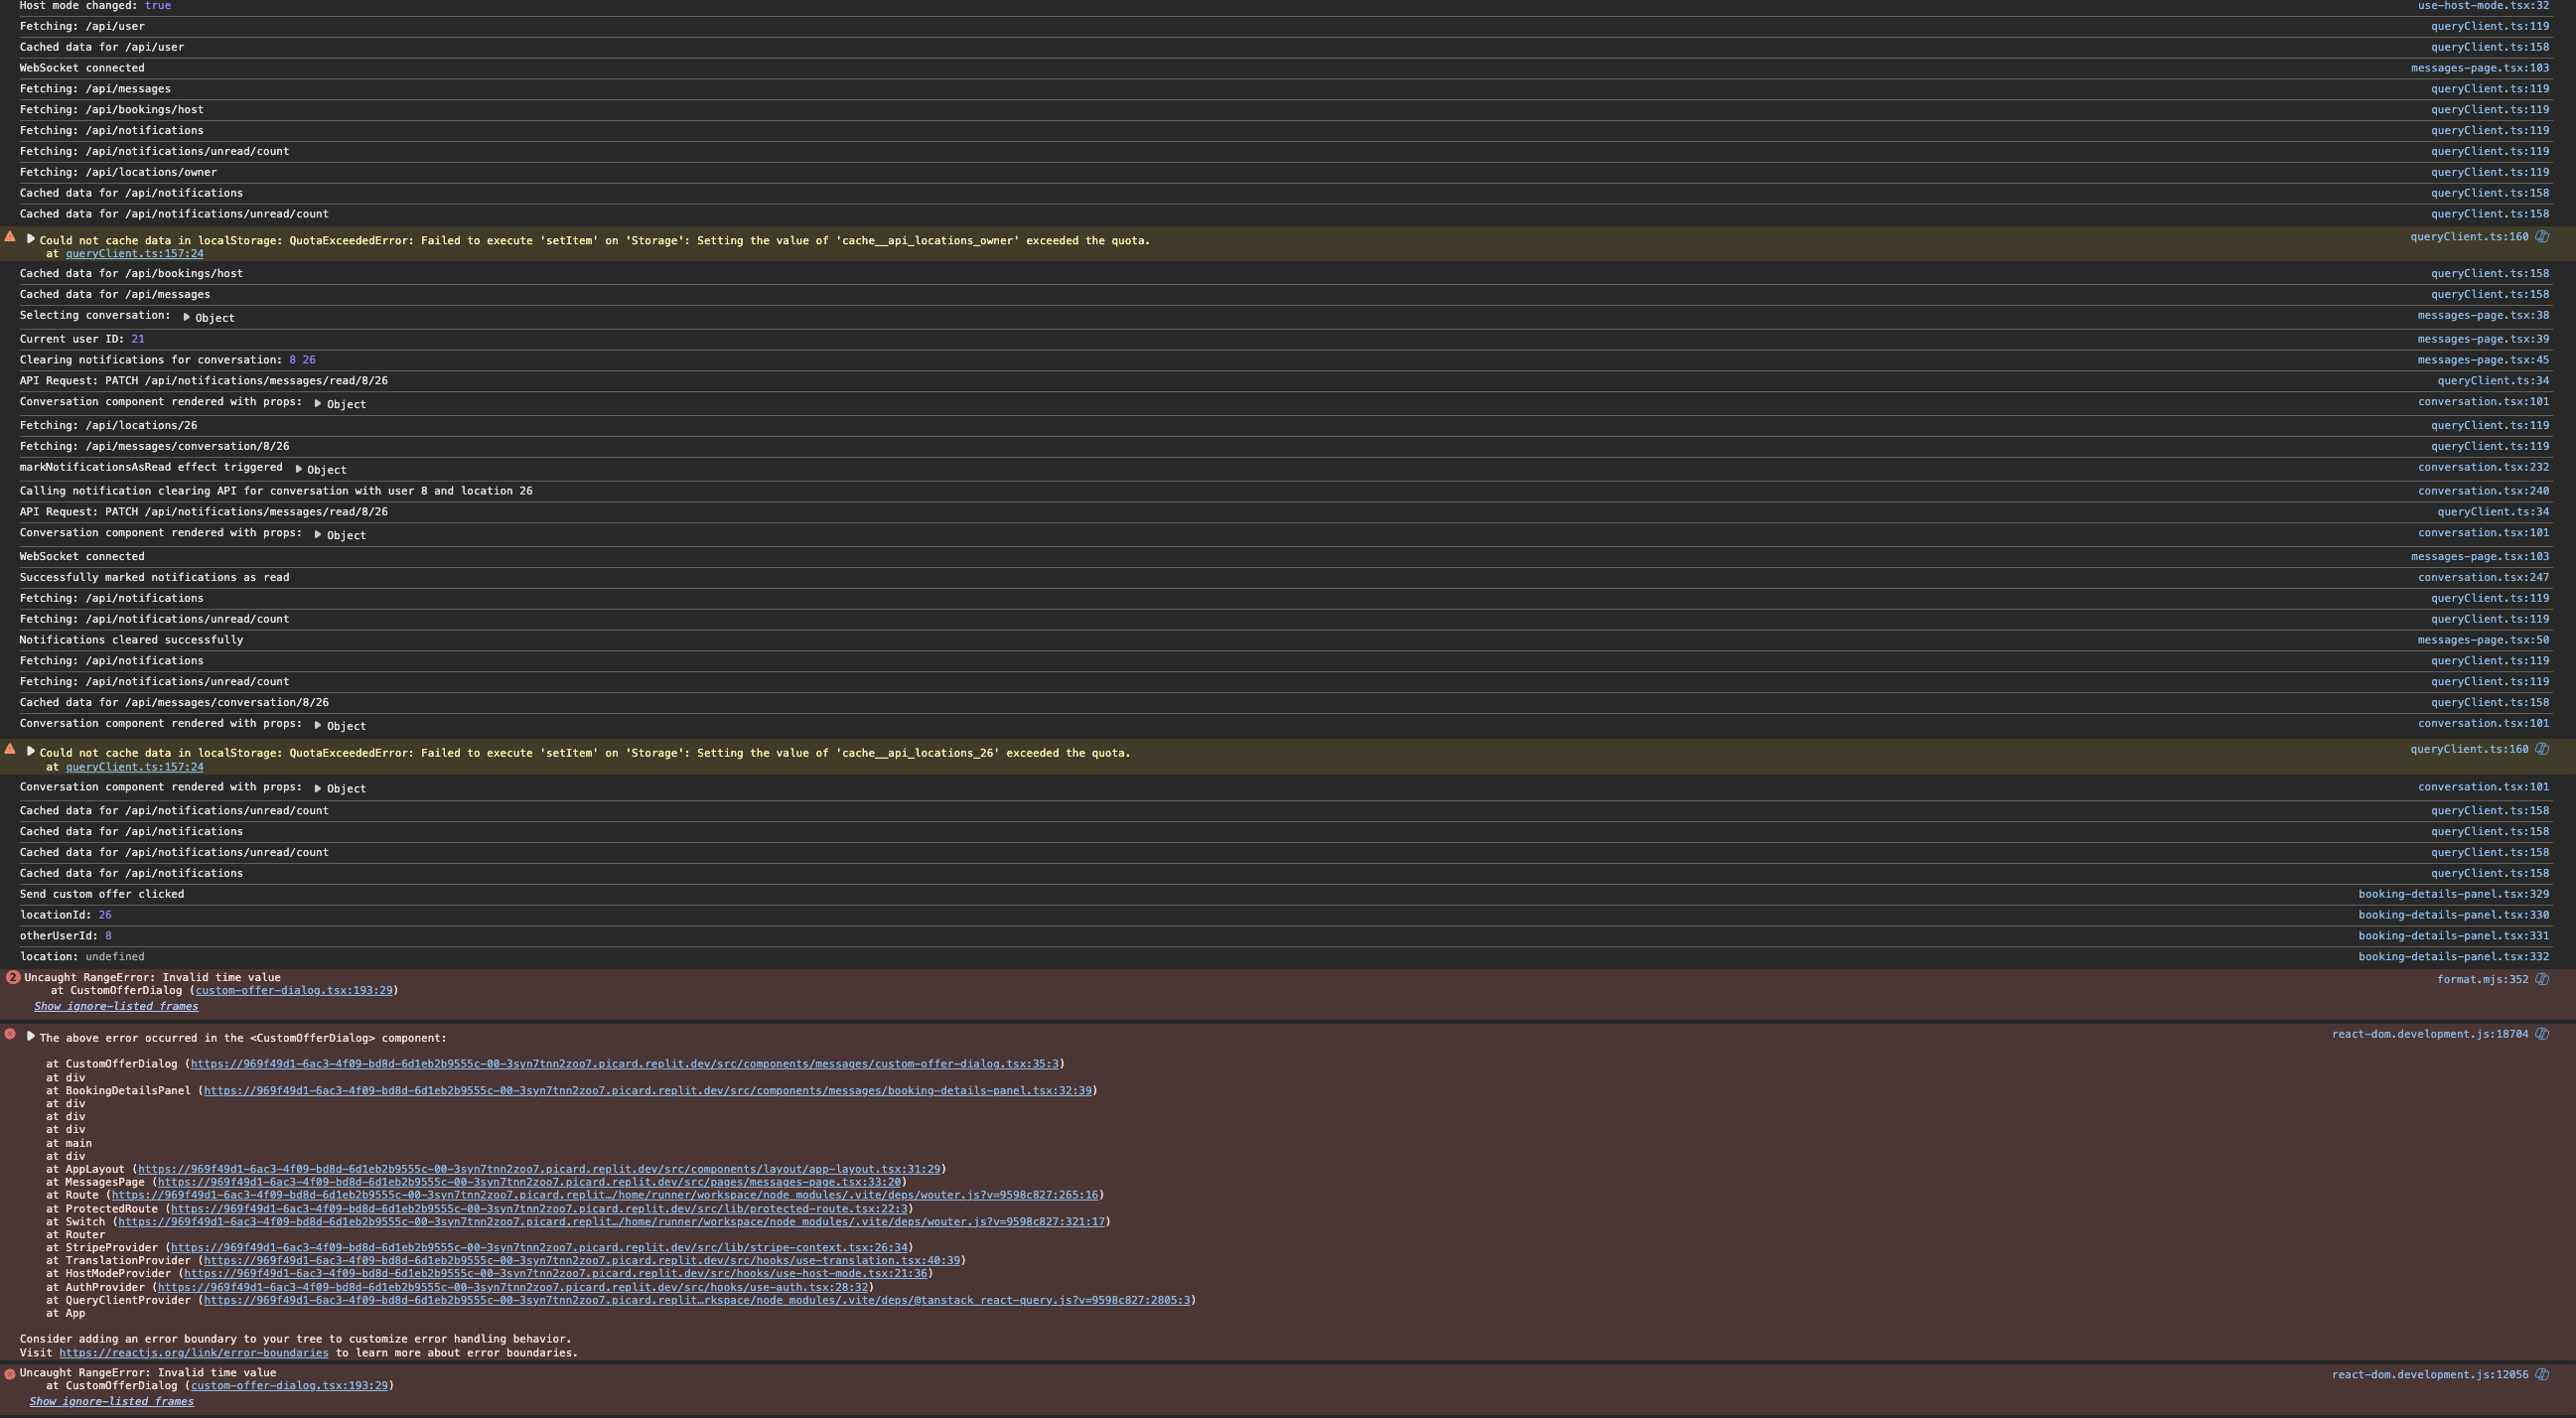 Host mode changed: true use-host-mode.tsx:32
Fetching: /api/user queryClient.ts:119
Cached data for /api/user queryClient.ts:158
WebSocket connected messages-page.tsx:103
Fetching: /api/messages queryClient.ts:119
Fetching: /api/bookings/host queryClient.ts:119
Fetching: /api/notifications queryClient.ts:119
Fetching: /api/notifications/unread/count queryClient.ts:119
Fetching: /api/locations/owner queryClient.ts:119
Cached data for /api/notifications queryClient.ts:158
Cached data for /api/notifications/unread/count queryClient.ts:158
Could not cache data in localStorage: QuotaExceededError: Failed to execute 'setItem' on 'Storage': Setting the value of 'cache__api_locations_owner' exceeded the quota. queryClient.ts:160
at queryClient.ts:157:24
Cached data for /api/bookings/host queryClient.ts:158
Cached data for /api/messages queryClient.ts:158
Selecting conversation: Object messages-page.tsx:38
Current user ID: 21 messages-page.tsx:39
Clearing notifications for conversation: 8 26 messages-page.tsx:45
API Request: PATCH /api/notifications/messages/read/8/26 queryClient.ts:34
Conversation component rendered with props: Object conversation.tsx:101
Fetching: /api/locations/26 queryClient.ts:119
Fetching: /api/messages/conversation/8/26 queryClient.ts:119
markNotificationsAsRead effect triggered Object conversation.tsx:232
Calling notification clearing API for conversation with user 8 and location 26 conversation.tsx:240
API Request: PATCH /api/notifications/messages/read/8/26 queryClient.ts:34
Conversation component rendered with props: Object conversation.tsx:101
WebSocket connected messages-page.tsx:103
Successfully marked notifications as read conversation.tsx:247
Fetching: /api/notifications queryClient.ts:119
Fetching: /api/notifications/unread/count queryClient.ts:119
Notifications cleared successfully messages-page.tsx:50
Fetching: /api/notifications queryClient.ts:119
Fetching: /api/notifications/unread/count queryClient.ts:119
Cached data for /api/messages/conversation/8/26 queryClient.ts:158
Conversation component rendered with props: Object conversation.tsx:101
Could not cache data in localStorage: QuotaExceededError: Failed to execute 'setItem' on 'Storage': Setting the value of 'cache__api_locations_26' exceeded the quota. queryClient.ts:160
at queryClient.ts:157:24
Conversation component rendered with props: Object conversation.tsx:101
Cached data for /api/notifications/unread/count queryClient.ts:158
Cached data for /api/notifications queryClient.ts:158
Cached data for /api/notifications/unread/count queryClient.ts:158
Cached data for /api/notifications queryClient.ts:158
Send custom offer clicked booking-details-panel.tsx:329
locationId: 26 booking-details-panel.tsx:330
otherUserId: 8 booking-details-panel.tsx:331
location: undefined booking-details-panel.tsx:332
2 Uncaught RangeError: Invalid time value format.mjs:352
at CustomOfferDialog (custom-offer-dialog.tsx:193:29)
Show ignore-listed frames
The above error occurred in the <CustomOfferDialog> component: react-dom.development.js:18704
at CustomOfferDialog (https://969f49d1-6ac3-4f09-bd8d-6d1eb2b9555c-00-3syn7tnn2zoo7.picard.replit.dev/src/components/messages/custom-offer-dialog.tsx:35:3)
at div
at BookingDetailsPanel (https://969f49d1-6ac3-4f09-bd8d-6d1eb2b9555c-00-3syn7tnn2zoo7.picard.replit.dev/src/components/messages/booking-details-panel.tsx:32:39)
at div
at div
at div
at main
at div
at AppLayout (https://969f49d1-6ac3-4f09-bd8d-6d1eb2b9555c-00-3syn7tnn2zoo7.picard.replit.dev/src/components/layout/app-layout.tsx:31:29)
at MessagesPage (https://969f49d1-6ac3-4f09-bd8d-6d1eb2b9555c-00-3syn7tnn2zoo7.picard.replit.dev/src/pages/messages-page.tsx:33:20)
at Route (https://969f49d1-6ac3-4f09-bd8d-6d1eb2b9555c-00-3syn7tnn2zoo7.picard.replit…/home/runner/workspace/node_modules/.vite/deps/wouter.js?v=9598c827:265:16)
at ProtectedRoute (https://969f49d1-6ac3-4f09-bd8d-6d1eb2b9555c-00-3syn7tnn2zoo7.picard.replit.dev/src/lib/protected-route.tsx:22:3)
at Switch (https://969f49d1-6ac3-4f09-bd8d-6d1eb2b9555c-00-3syn7tnn2zoo7.picard.replit…/home/runner/workspace/node_modules/.vite/deps/wouter.js?v=9598c827:321:17)
at Router
at StripeProvider (https://969f49d1-6ac3-4f09-bd8d-6d1eb2b9555c-00-3syn7tnn2zoo7.picard.replit.dev/src/lib/stripe-context.tsx:26:34)
at TranslationProvider (https://969f49d1-6ac3-4f09-bd8d-6d1eb2b9555c-00-3syn7tnn2zoo7.picard.replit.dev/src/hooks/use-translation.tsx:40:39)
at HostModeProvider (https://969f49d1-6ac3-4f09-bd8d-6d1eb2b9555c-00-3syn7tnn2zoo7.picard.replit.dev/src/hooks/use-host-mode.tsx:21:36)
at AuthProvider (https://969f49d1-6ac3-4f09-bd8d-6d1eb2b9555c-00-3syn7tnn2zoo7.picard.replit.dev/src/hooks/use-auth.tsx:28:32)
at QueryClientProvider (https://969f49d1-6ac3-4f09-bd8d-6d1eb2b9555c-00-3syn7tnn2zoo7.picard.replit…rkspace/node_modules/.vite/deps/@tanstack_react-query.js?v=9598c827:2805:3)
at App
Consider adding an error boundary to your tree to customize error handling behavior.
Visit https://reactjs.org/link/error-boundaries to learn more about error boundaries.
Uncaught RangeError: Invalid time value react-dom.development.js:12056
at CustomOfferDialog (custom-offer-dialog.tsx:193:29)
Show ignore-listed frames